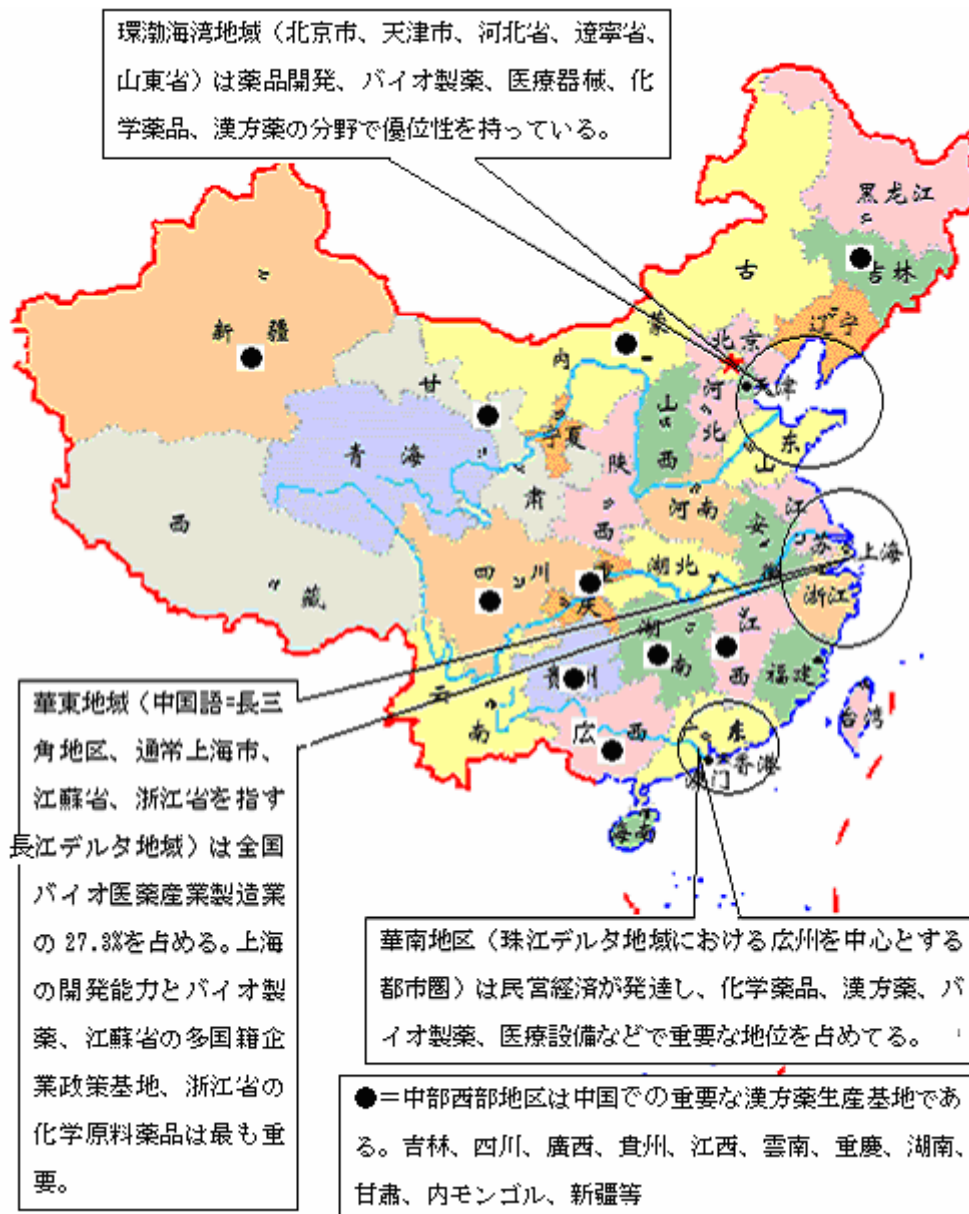 環渤海湾地域（北京市、天津市、河北省、遼寧省、
山東省）は薬品開発、バイオ製薬、医療器械、化
学薬品、漢方薬の分野で優位性を持っている。
黑龙江
吉林
古
辽宁
蒙
北京
新疆
内
天津
甘
河
山
北
宁夏
东
青海
陕
西
山
肃
河南
江
西
西
安
苏
上海
四川
湖北
浙江
藏
庆
湖
江
南
西
福建
貴州
云
南
広西
东
台湾
香港
门
海南
華東地域（中国語=長三
角地区、通常上海市、
江蘇省、浙江省を指す
長江デルタ地域）は全国
バイオ医薬産業製造業
の 27.3%を占める。上海
の開発能力とバイオ製
薬、江蘇省の多国籍企
業政策基地、浙江省の
化学原料薬品は最も重
要。
華南地区（珠江デルタ地域における広州を中心とする
都市圏）は民営経済が発達し、化学薬品、漢方薬、バ
イオ製薬、医療設備などで重要な地位を占めてる。
●＝中部西部地区は中国での重要な漢方薬生産基地であ
る。吉林、四川、廣西、貴州、江西、雲南、重慶、湖南、
甘肃、内モンゴル、新疆等